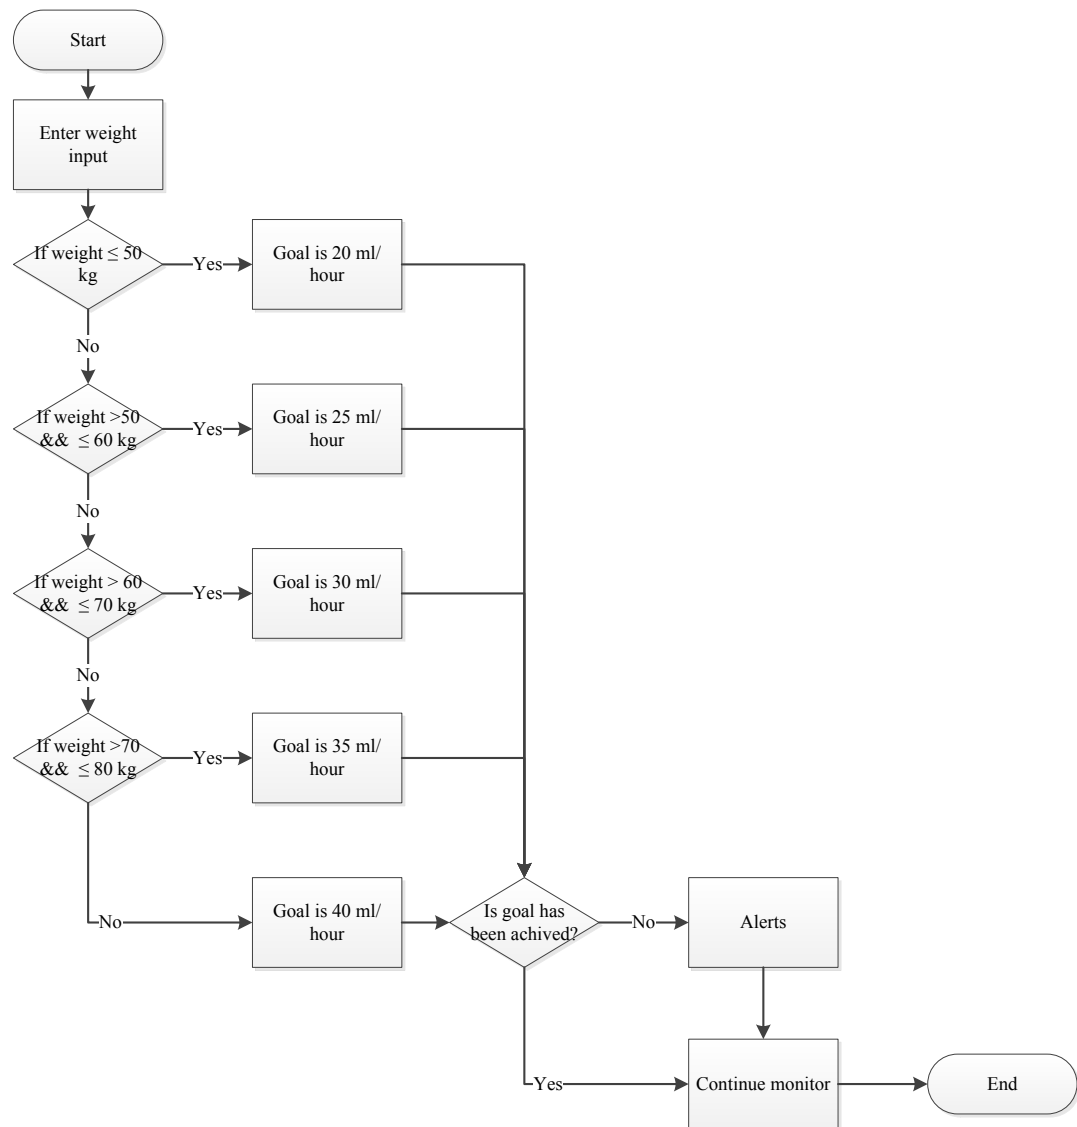 Start
Enter weight
input
If weight ≤ 50
kg
Yes
Goal is 20 ml/
hour
No
If weight >50
&&  ≤ 60 kg
Yes
Goal is 25 ml/
hour
No
If weight > 60
&&  ≤ 70 kg
Yes
Goal is 30 ml/
hour
No
If weight >70
&&  ≤ 80 kg
Yes
Goal is 35 ml/
hour
No
Goal is 40 ml/
hour
Is goal has
been achived?
No
Alerts
Yes
Continue monitor
End